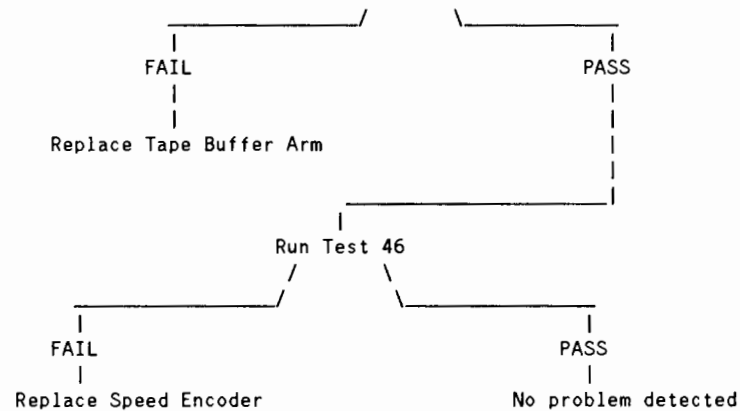 FAIL PASS
Replace Tape Buffer Arm
Run Test 46
FAIL PASS
Replace Speed Encoder No problem detected